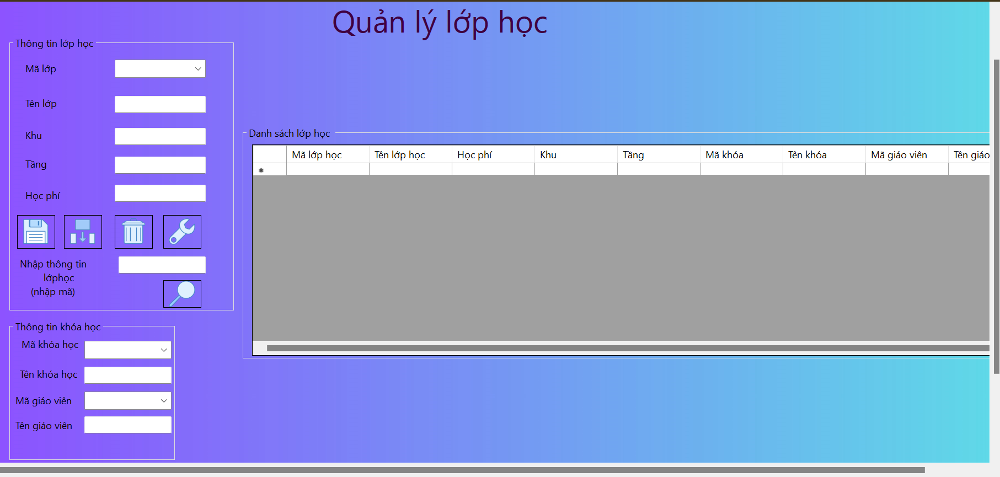 Quản lý lớp học
Thông tin lớp học
Mã lớp
Tên lớp
Khu
Tầng
Học phí
Nhập thông tin
lớphọc
(nhập mã)
Thông tin khóa học
Mã khóa học
Tên khóa học
Mã giáo viên
Tên giáo viên
Danh sách lớp học
Mã lớp học Tên lớp học Học phí Khu Tầng Mã khóa Tên khóa Mã giáo viên Tên giáo